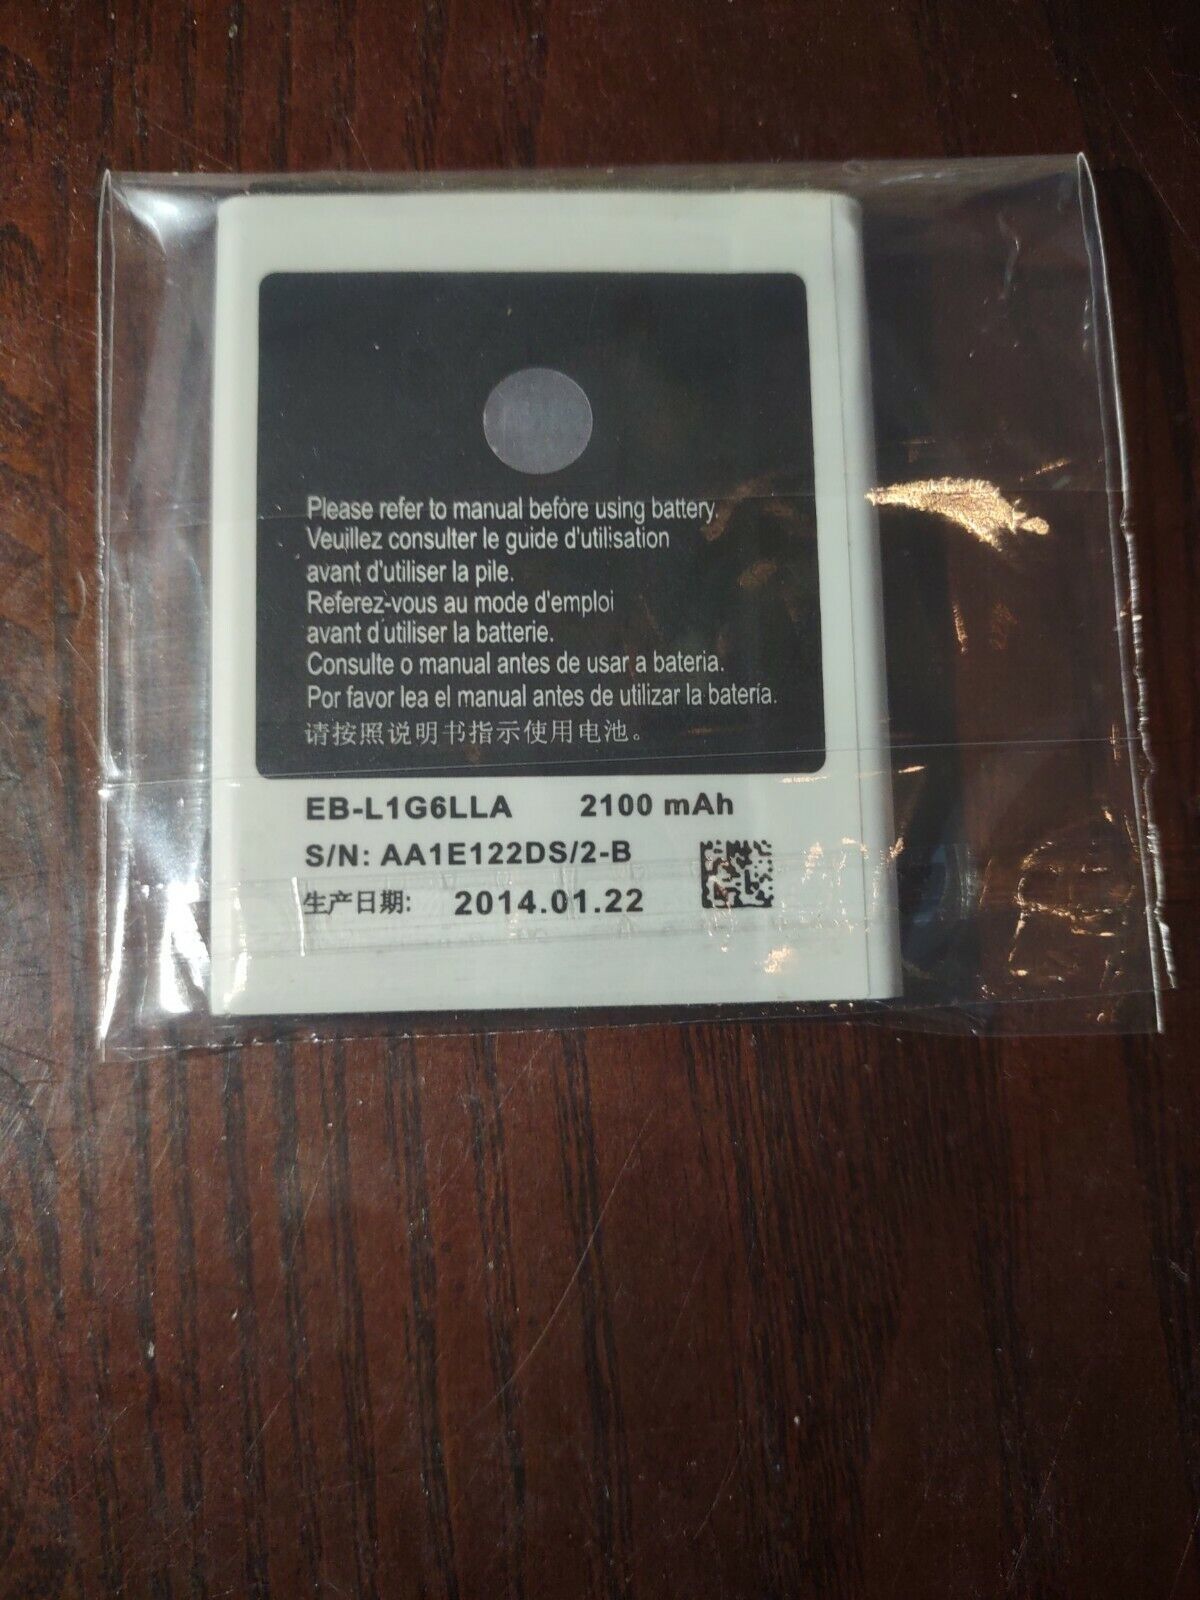 Please refer to manual before using battery.
Veuillez consulter le guide d'utilisation
avant d'utiliser la pile.
Referez-vous au mode d'emploi
avant d'utiliser la batterie.
Consulte o manual antes de usar a bateria.
Por favor lea el manual antes de utilizar la batería.
请按照说明书指示使用电池。
EB-L1G6LLA 2100 mAh
S/N: AA1E122DS/2-B
生产日期: 2014.01.22